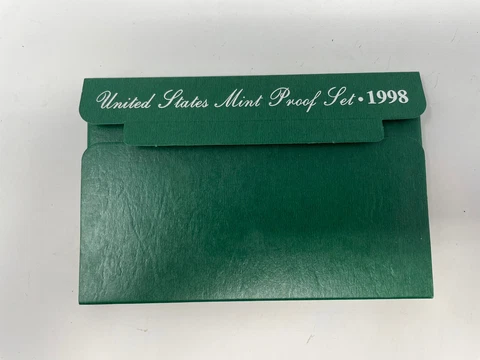 United States Mint Proof Set • 1998